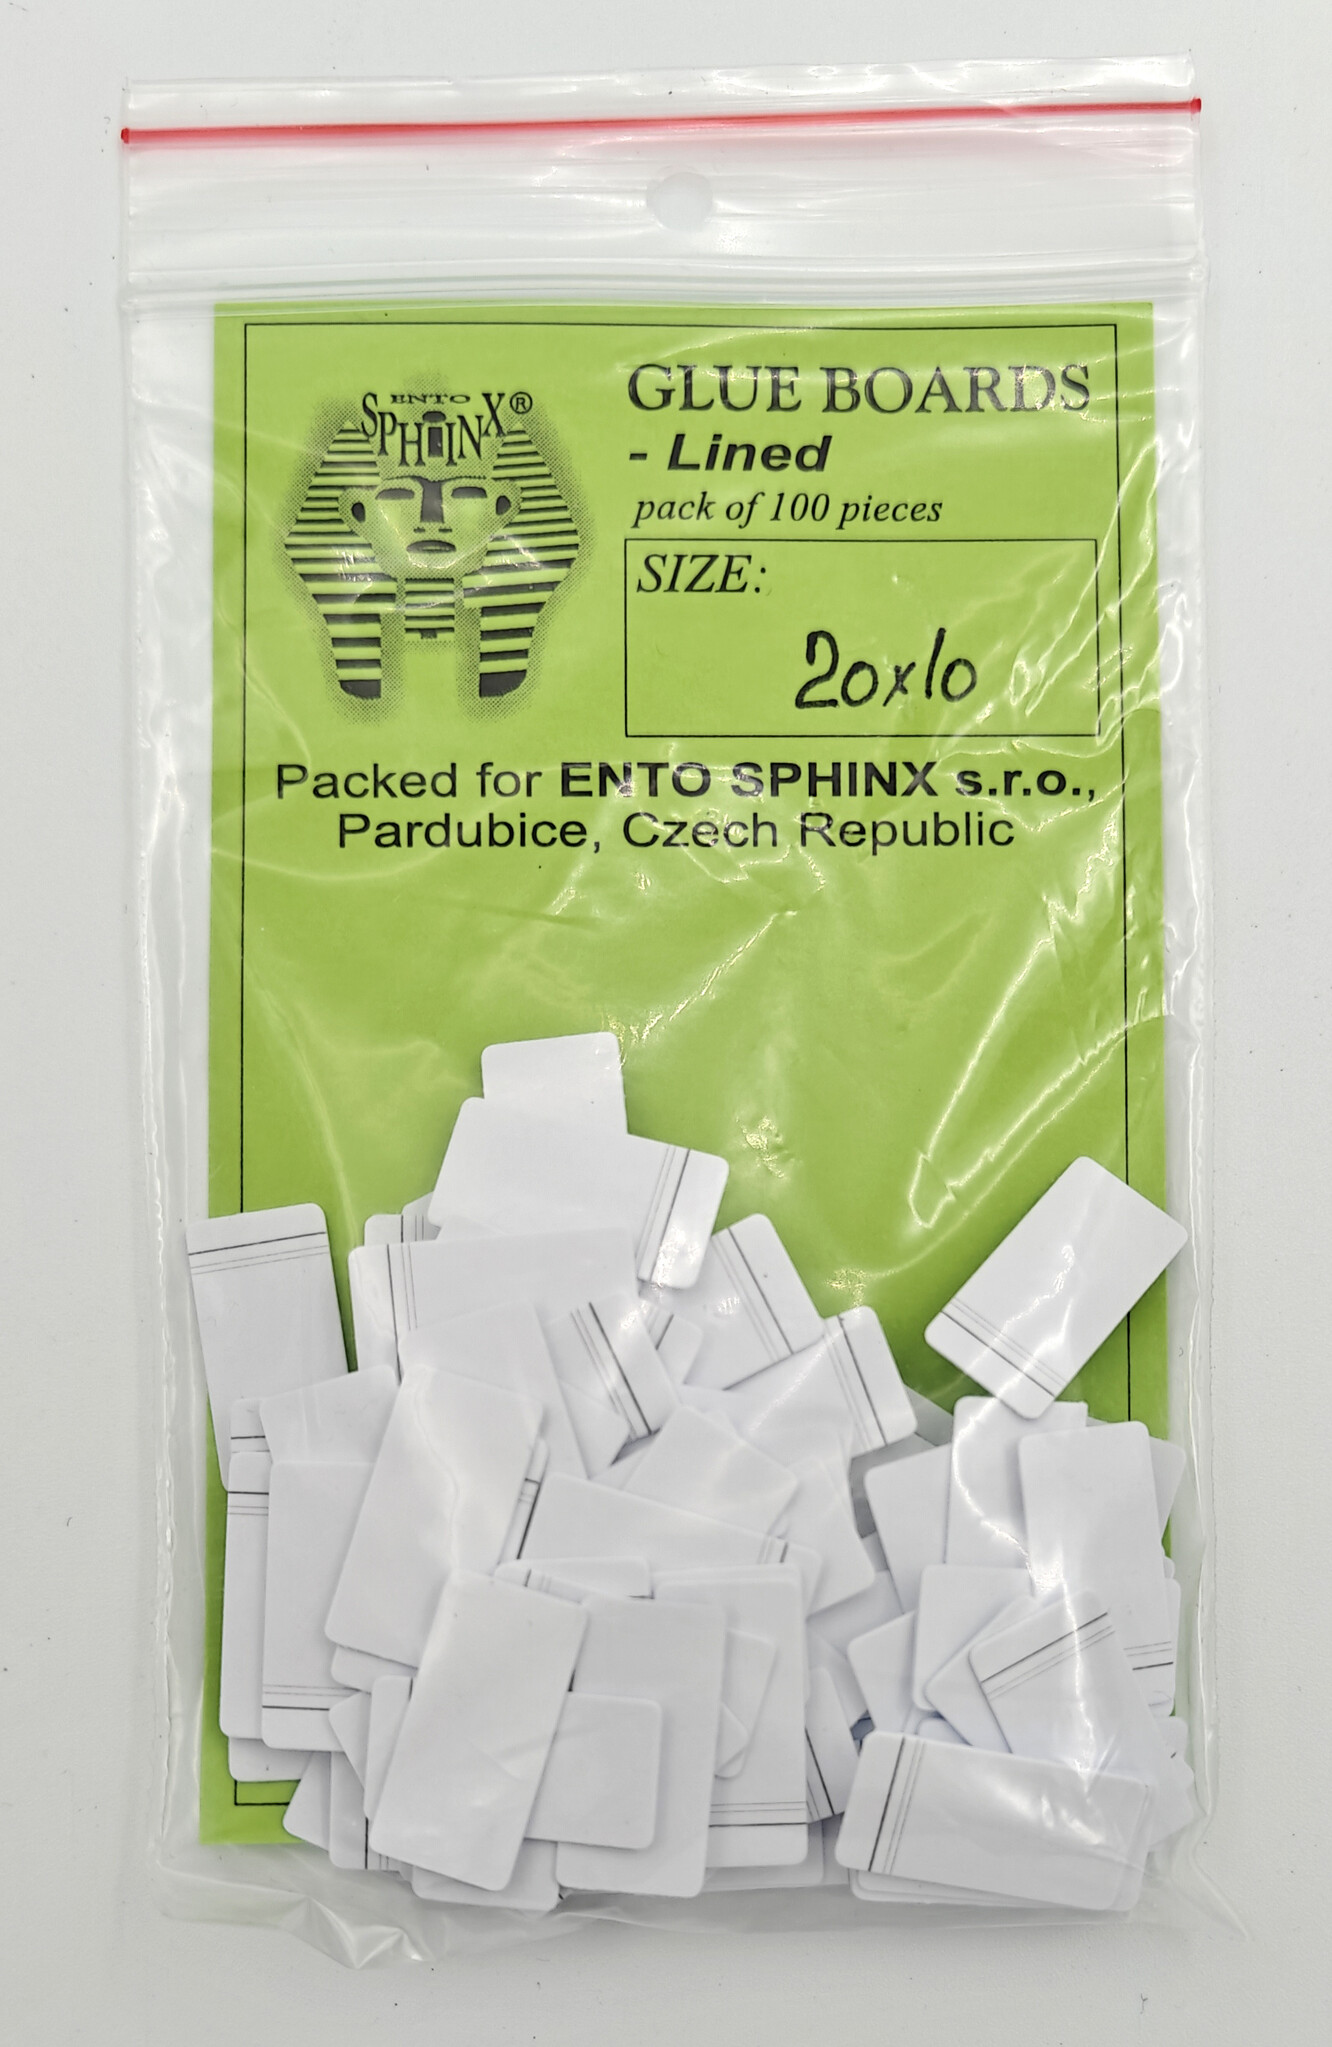 ENTO
SPHINX®
GLUE BOARDS
- Lined
pack of 100 pieces
SIZE:
20x10
Packed for ENTO SPHINX s.r.o.,
Pardubice, Czech Republic